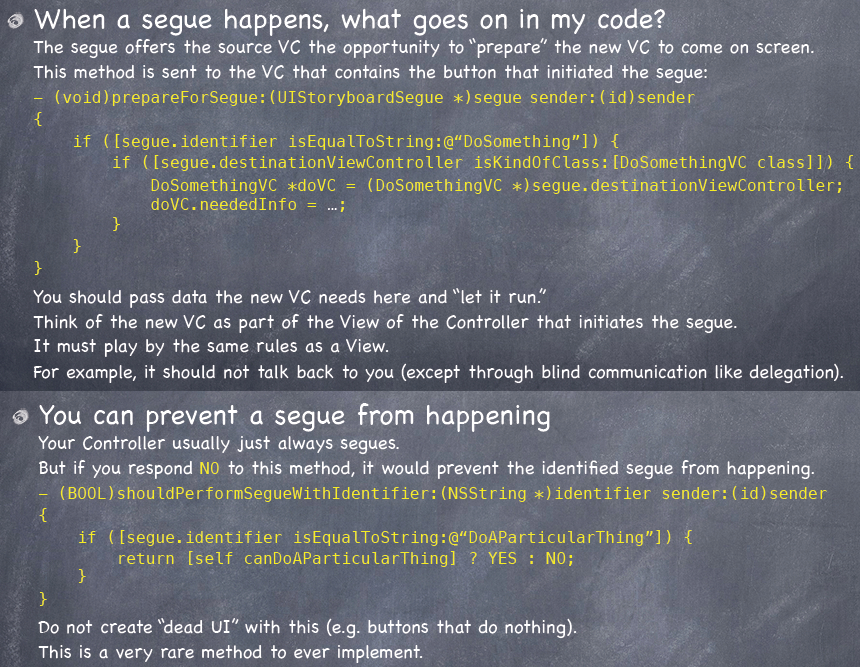 When a segue happens, what goes on in my code?
The segue offers the source VC the opportunity to “prepare” the new VC to come on screen.
This method is sent to the VC that contains the button that initiated the segue:
– (void)prepareForSegue:(UIStoryboardSegue *)segue sender:(id)sender
{
    if ([segue.identifier isEqualToString:@“DoSomething”]) {
        if ([segue.destinationViewController isKindOfClass:[DoSomethingVC class]]) {
            DoSomethingVC *doVC = (DoSomethingVC *)segue.destinationViewController;
            doVC.neededInfo = …;
        }
    }
}
You should pass data the new VC needs here and “let it run.”
Think of the new VC as part of the View of the Controller that initiates the segue.
It must play by the same rules as a View.
For example, it should not talk back to you (except through blind communication like delegation).
You can prevent a segue from happening
Your Controller usually just always segues.
But if you respond NO to this method, it would prevent the identified segue from happening.
– (BOOL)shouldPerformSegueWithIdentifier:(NSString *)identifier sender:(id)sender
{
    if ([segue.identifier isEqualToString:@“DoAParticularThing”]) {
        return [self canDoAParticularThing] ? YES : NO;
    }
}
Do not create “dead UI” with this (e.g. buttons that do nothing).
This is a very rare method to ever implement.